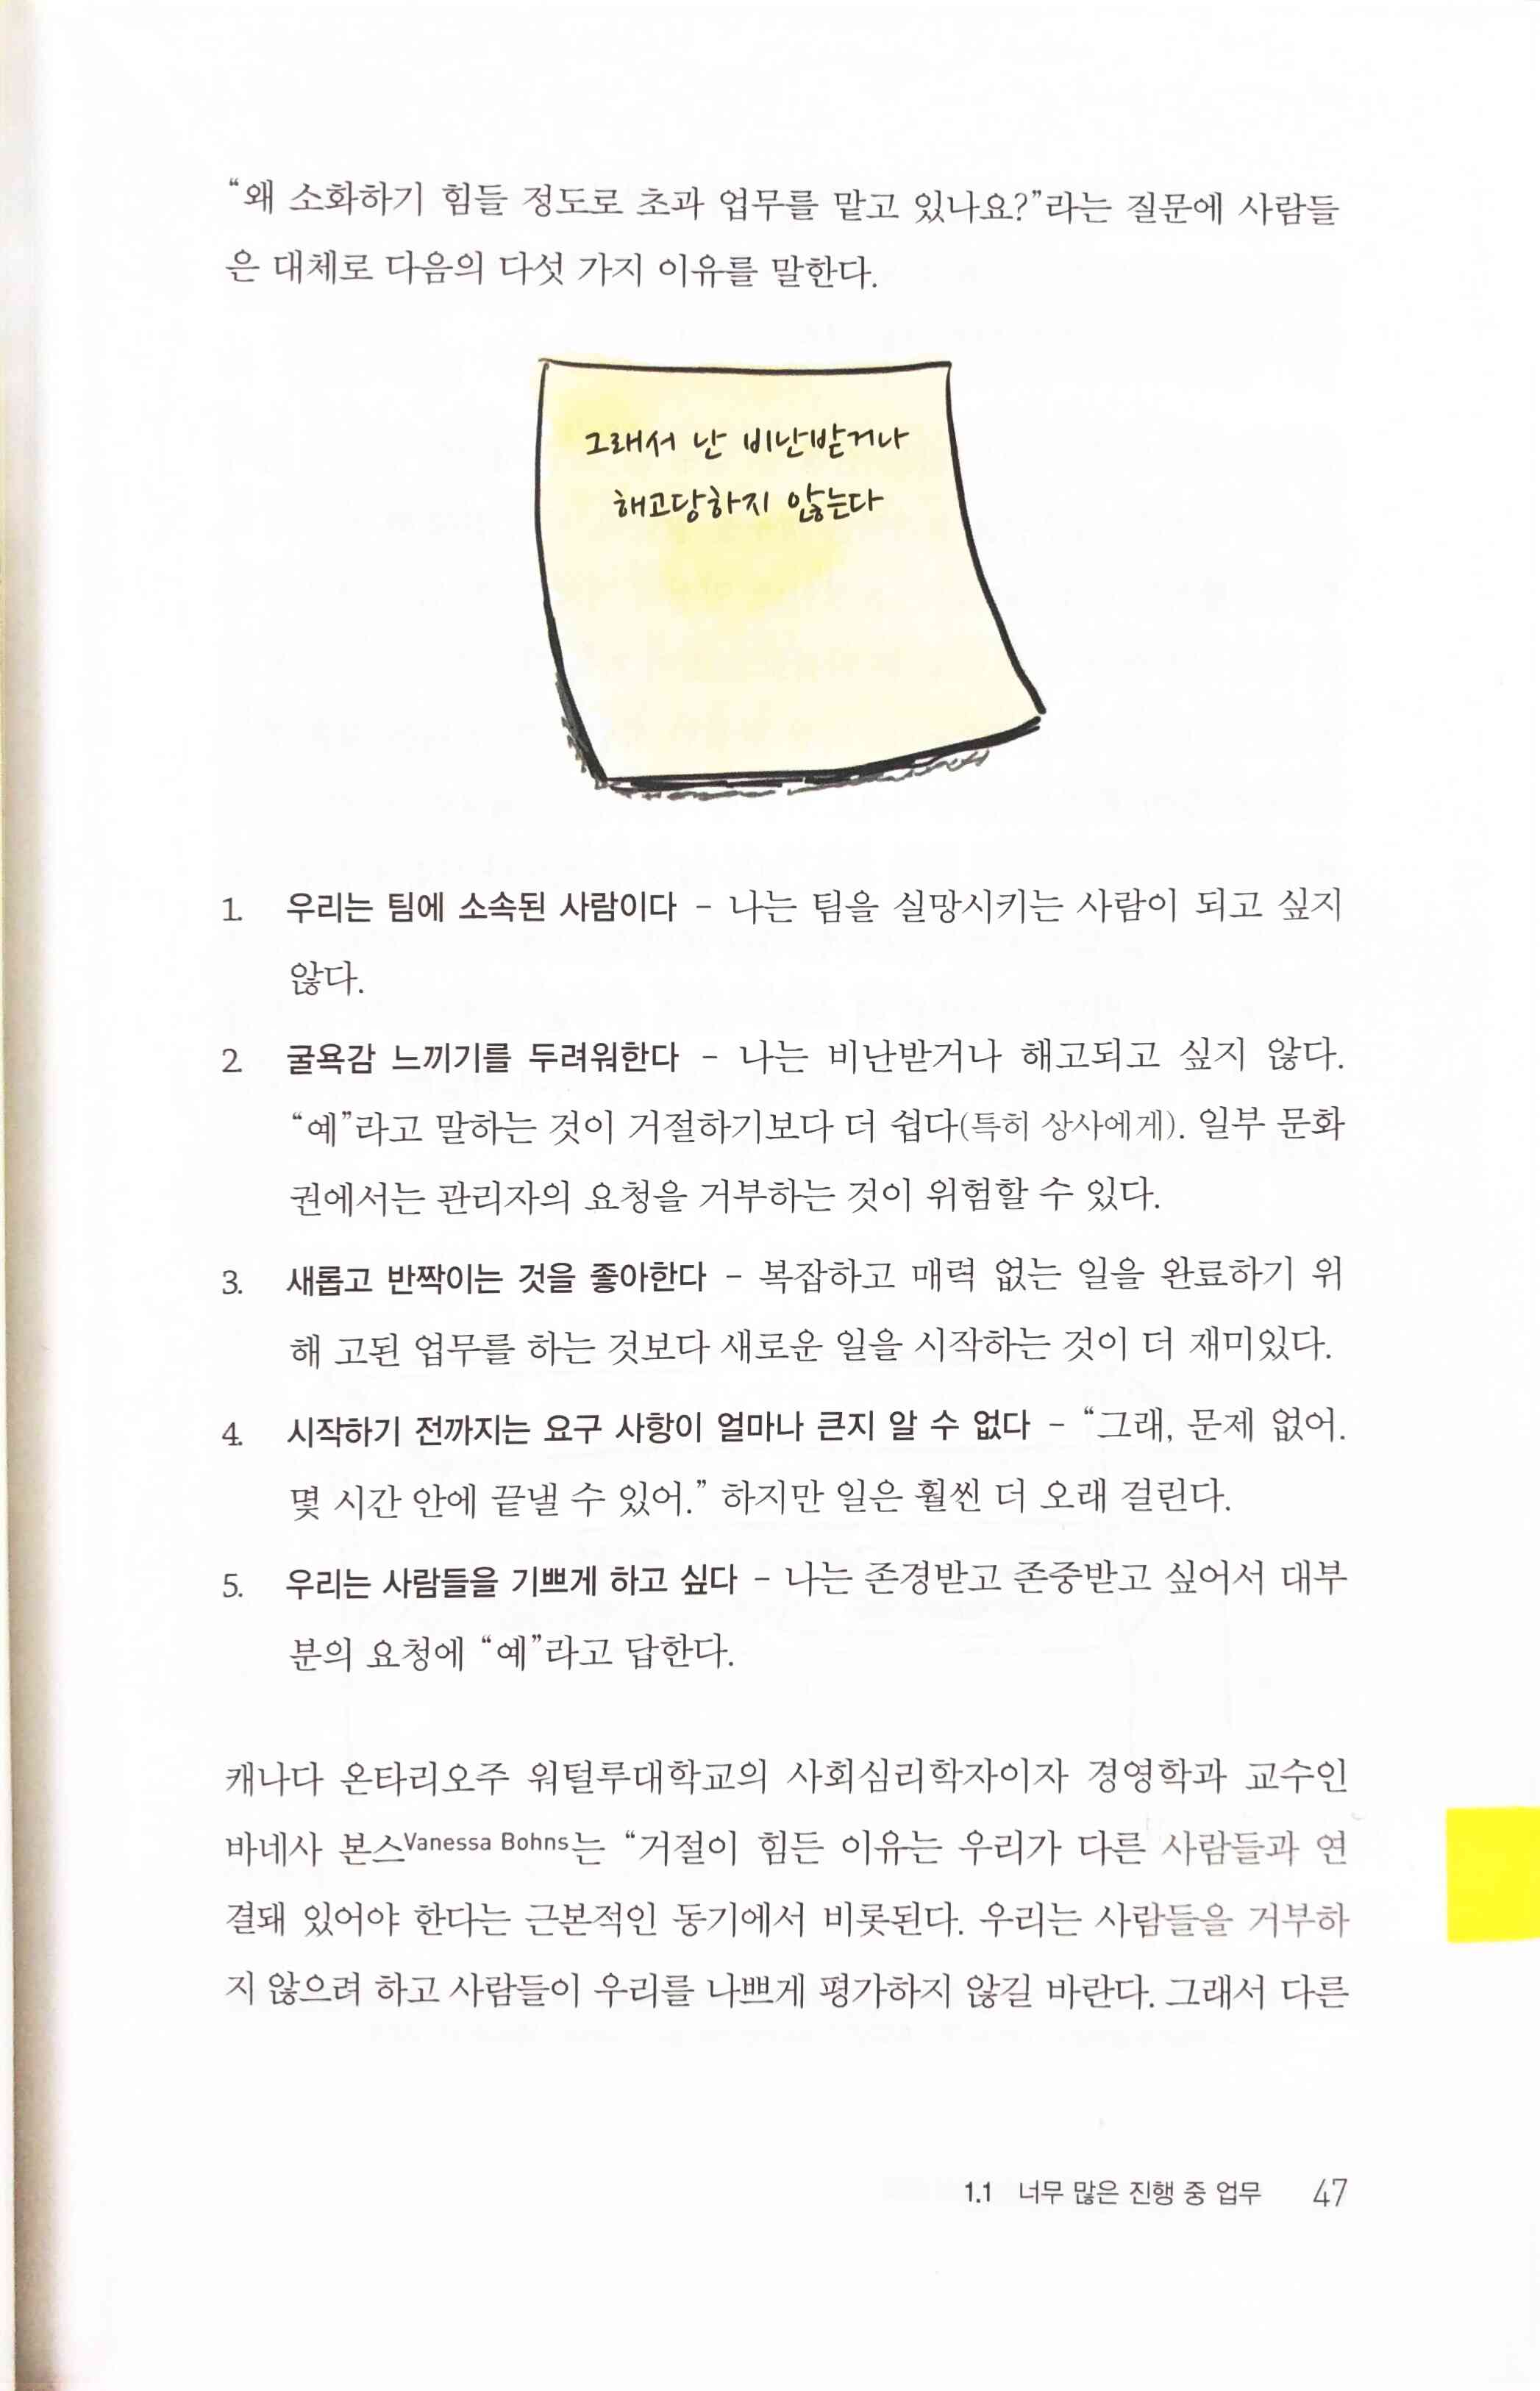 “왜 소화하기 힘들 정도로 초과 업무를 맡고 있나요?”라는 질문에 사람들
은 대체로 다음의 다섯 가지 이유를 말한다.
그래서 난 비난받거나
해고당하지 않는다
1. 우리는 팀에 소속된 사람이다 - 나는 팀을 실망시키는 사람이 되고 싶지
않다.
2. 굴욕감 느끼기를 두려워한다 - 나는 비난받거나 해고되고 싶지 않다.
“예”라고 말하는 것이 거절하기보다 더 쉽다(특히 상사에게). 일부 문화
권에서는 관리자의 요청을 거부하는 것이 위험할 수 있다.
3. 새롭고 반짝이는 것을 좋아한다 - 복잡하고 매력 없는 일을 완료하기 위
해 고된 업무를 하는 것보다 새로운 일을 시작하는 것이 더 재미있다.
4. 시작하기 전까지는 요구 사항이 얼마나 큰지 알 수 없다 - “그래, 문제 없어.
몇 시간 안에 끝낼 수 있어.” 하지만 일은 훨씬 더 오래 걸린다.
5. 우리는 사람들을 기쁘게 하고 싶다 - 나는 존경받고 존중받고 싶어서 대부
분의 요청에 “예”라고 답한다.
캐나다 온타리오주 워털루대학교의 사회심리학자이자 경영학과 교수인
바네사 본스Vanessa Bohns는 “거절이 힘든 이유는 우리가 다른 사람들과 연
결돼 있어야 한다는 근본적인 동기에서 비롯된다. 우리는 사람들을 거부하
지 않으려 하고 사람들이 우리를 나쁘게 평가하지 않길 바란다. 그래서 다른
1.1 너무 많은 진행 중 업무 47